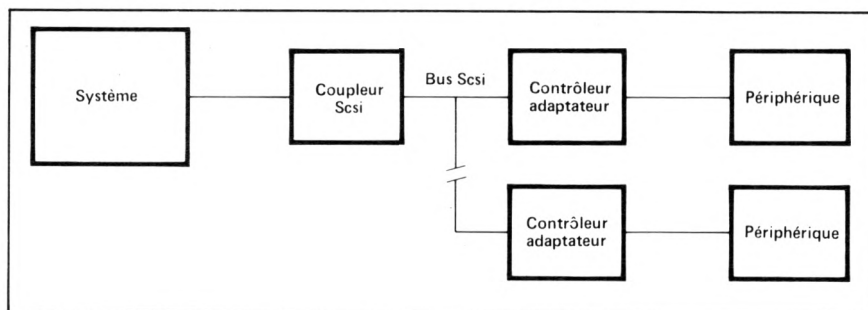 Système
Coupleur
Scsi
Bus Scsi
Contrôleur
adaptateur
Périphérique
Contrôleur
adaptateur
Périphérique